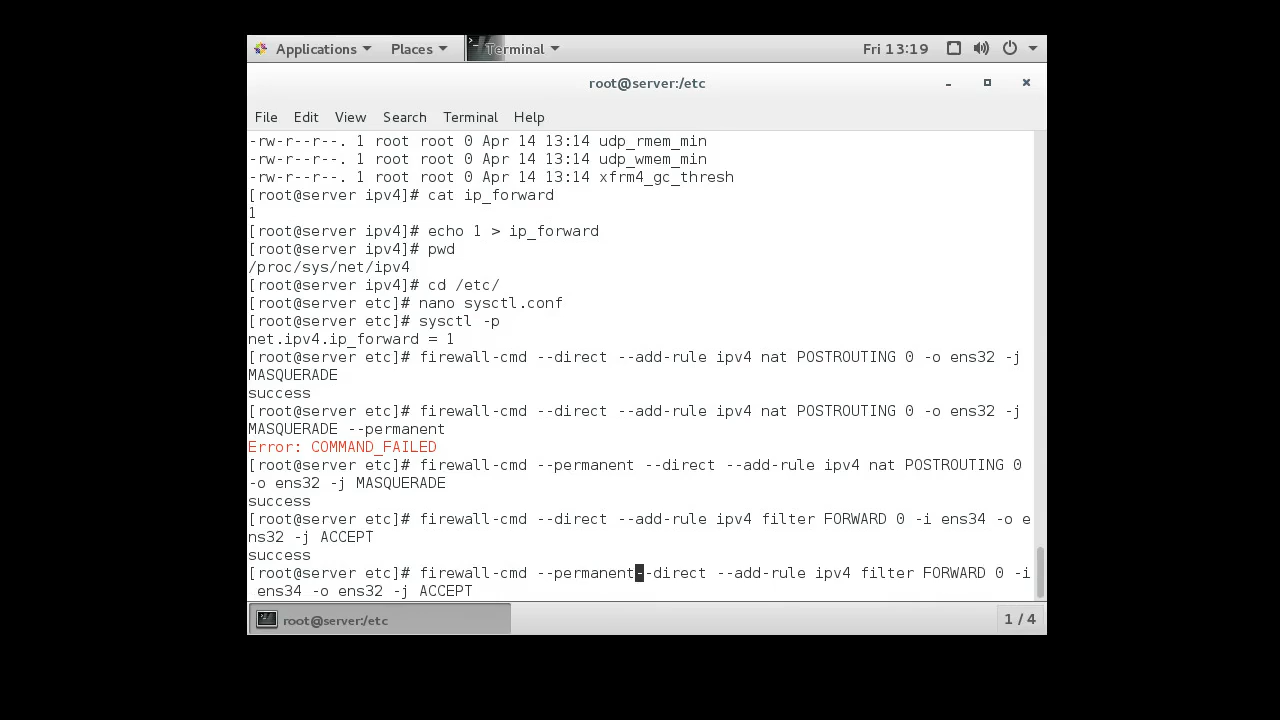 Applications Places Terminal Fri 13:19
root@server:/etc
File Edit View Search Terminal Help
-rw-r--r--. 1 root root 0 Apr 14 13:14 udp_rmem_min
-rw-r--r--. 1 root root 0 Apr 14 13:14 udp_wmem_min
-rw-r--r--. 1 root root 0 Apr 14 13:14 xfrm4_gc_thresh
[root@server ipv4]# cat ip_forward
1
[root@server ipv4]# echo 1 > ip_forward
[root@server ipv4]# pwd
/proc/sys/net/ipv4
[root@server ipv4]# cd /etc/
[root@server etc]# nano sysctl.conf
[root@server etc]# sysctl -p
net.ipv4.ip_forward = 1
[root@server etc]# firewall-cmd --direct --add-rule ipv4 nat POSTROUTING 0 -o ens32 -j
MASQUERADE
success
[root@server etc]# firewall-cmd --direct --add-rule ipv4 nat POSTROUTING 0 -o ens32 -j
MASQUERADE --permanent
Error: COMMAND_FAILED
[root@server etc]# firewall-cmd --permanent --direct --add-rule ipv4 nat POSTROUTING 0
-o ens32 -j MASQUERADE
success
[root@server etc]# firewall-cmd --direct --add-rule ipv4 filter FORWARD 0 -i ens34 -o e
ns32 -j ACCEPT
success
[root@server etc]# firewall-cmd --permanent--direct --add-rule ipv4 filter FORWARD 0 -i
ens34 -o ens32 -j ACCEPT
root@server:/etc 1 / 4